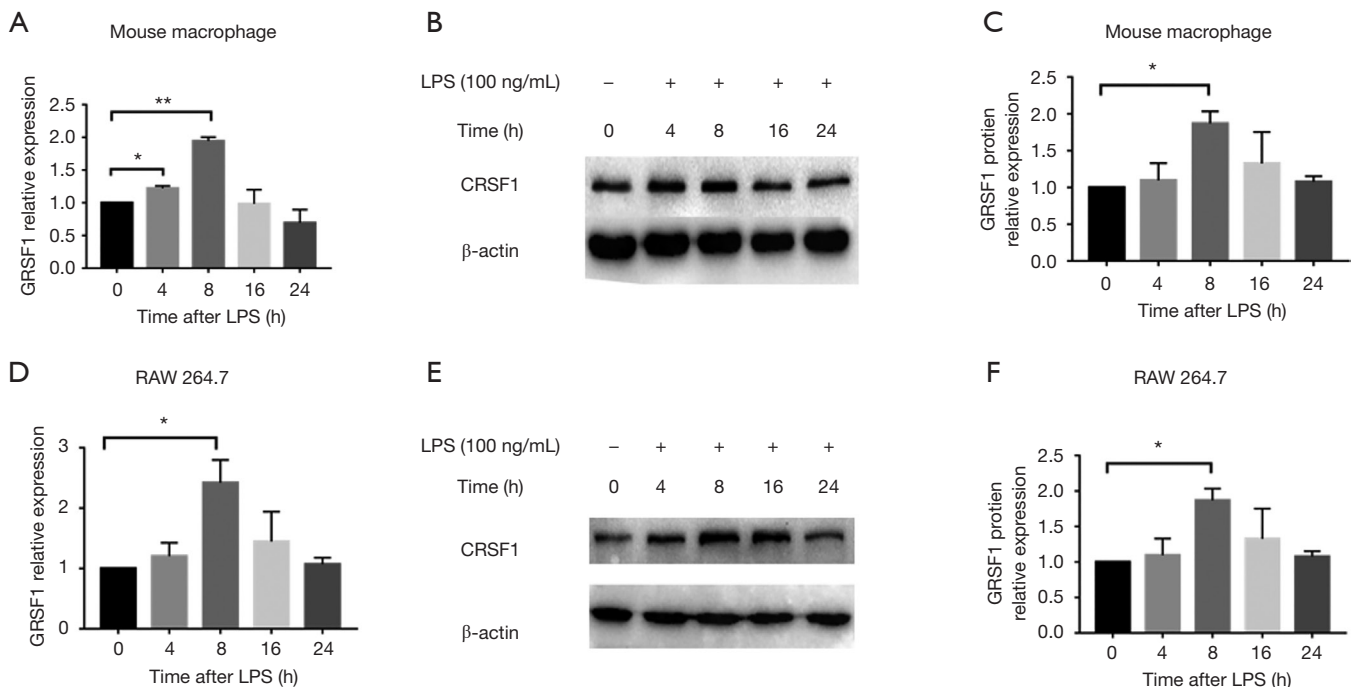 A
Mouse macrophage
GRSF1 relative expression
2.5
2.0
1.5
1.0
0.5
0.0
**
*
0 4 8 16 24
Time after LPS (h)
B
LPS (100 ng/mL) – + + + +
Time (h) 0 4 8 16 24
CRSF1
β-actin
C
Mouse macrophage
GRSF1 protien
relative expression
2.5
2.0
1.5
1.0
0.5
0.0
*
0 4 8 16 24
Time after LPS (h)
D
RAW 264.7
GRSF1 relative expression
3
2
1
0
*
0 4 8 16 24
Time after LPS (h)
E
LPS (100 ng/mL) – + + + +
Time (h) 0 4 8 16 24
CRSF1
β-actin
F
RAW 264.7
GRSF1 protien
relative expression
2.5
2.0
1.5
1.0
0.5
0.0
*
0 4 8 16 24
Time after LPS (h)